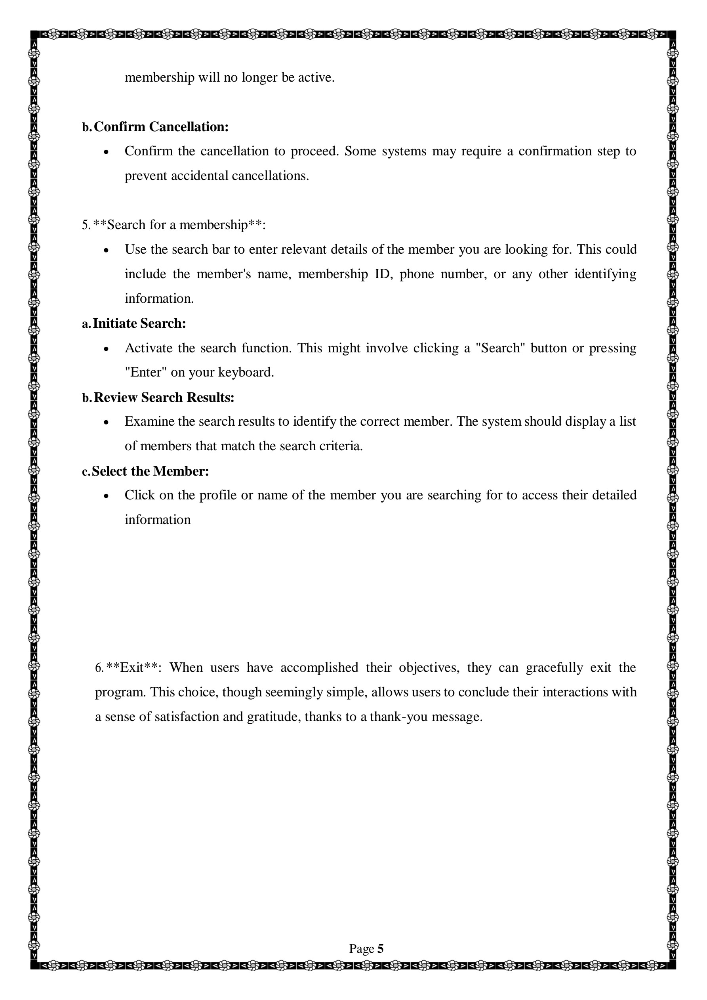 membership will no longer be active.
b. Confirm Cancellation:
• Confirm the cancellation to proceed. Some systems may require a confirmation step to
prevent accidental cancellations.
5. **Search for a membership**:
• Use the search bar to enter relevant details of the member you are looking for. This could
include the member's name, membership ID, phone number, or any other identifying
information.
a. Initiate Search:
• Activate the search function. This might involve clicking a "Search" button or pressing
"Enter" on your keyboard.
b. Review Search Results:
• Examine the search results to identify the correct member. The system should display a list
of members that match the search criteria.
c. Select the Member:
• Click on the profile or name of the member you are searching for to access their detailed
information
6. **Exit**: When users have accomplished their objectives, they can gracefully exit the
program. This choice, though seemingly simple, allows users to conclude their interactions with
a sense of satisfaction and gratitude, thanks to a thank-you message.
Page 5